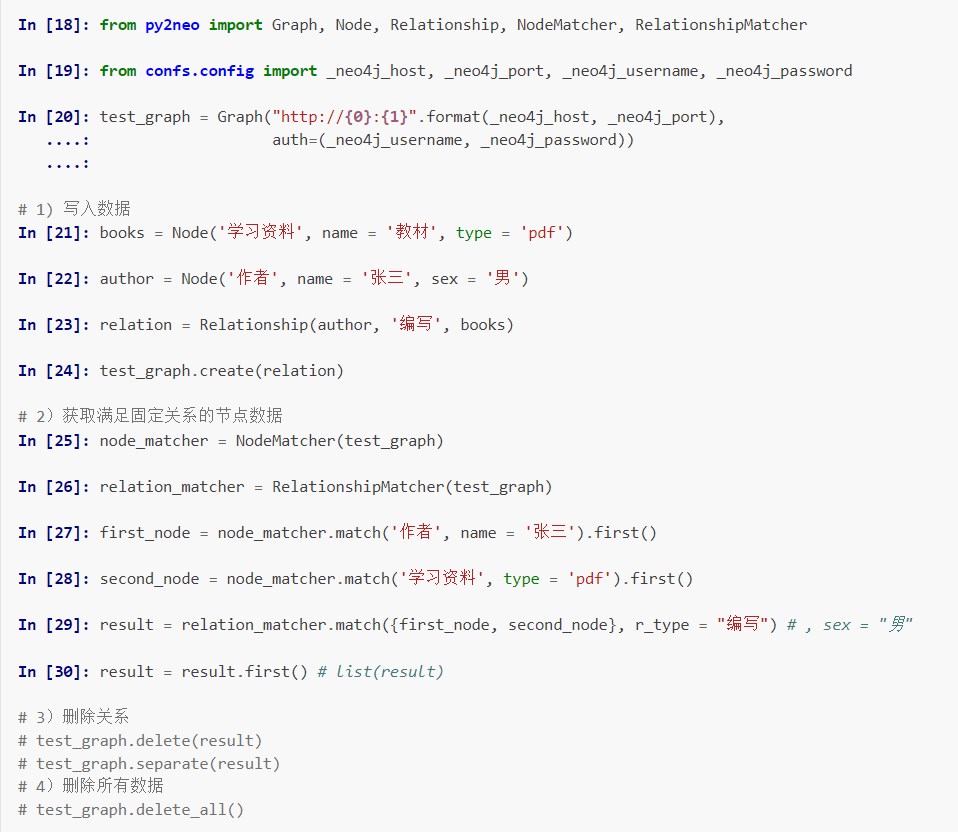 In [18]: from py2neo import Graph, Node, Relationship, NodeMatcher, RelationshipMatcher
In [19]: from confs.config import _neo4j_host, _neo4j_port, _neo4j_username, _neo4j_password
In [20]: test_graph = Graph("http://{0}:{1}".format(_neo4j_host, _neo4j_port),
....: auth=(_neo4j_username, _neo4j_password))
....:
# 1) 写入数据
In [21]: books = Node('学习资料', name = '教材', type = 'pdf')
In [22]: author = Node('作者', name = '张三', sex = '男')
In [23]: relation = Relationship(author, '编写', books)
In [24]: test_graph.create(relation)
# 2）获取满足固定关系的节点数据
In [25]: node_matcher = NodeMatcher(test_graph)
In [26]: relation_matcher = RelationshipMatcher(test_graph)
In [27]: first_node = node_matcher.match('作者', name = '张三').first()
In [28]: second_node = node_matcher.match('学习资料', type = 'pdf').first()
In [29]: result = relation_matcher.match({first_node, second_node}, r_type = "编写") # , sex = "男"
In [30]: result = result.first() # list(result)
# 3）删除关系
# test_graph.delete(result)
# test_graph.separate(result)
# 4）删除所有数据
# test_graph.delete_all()